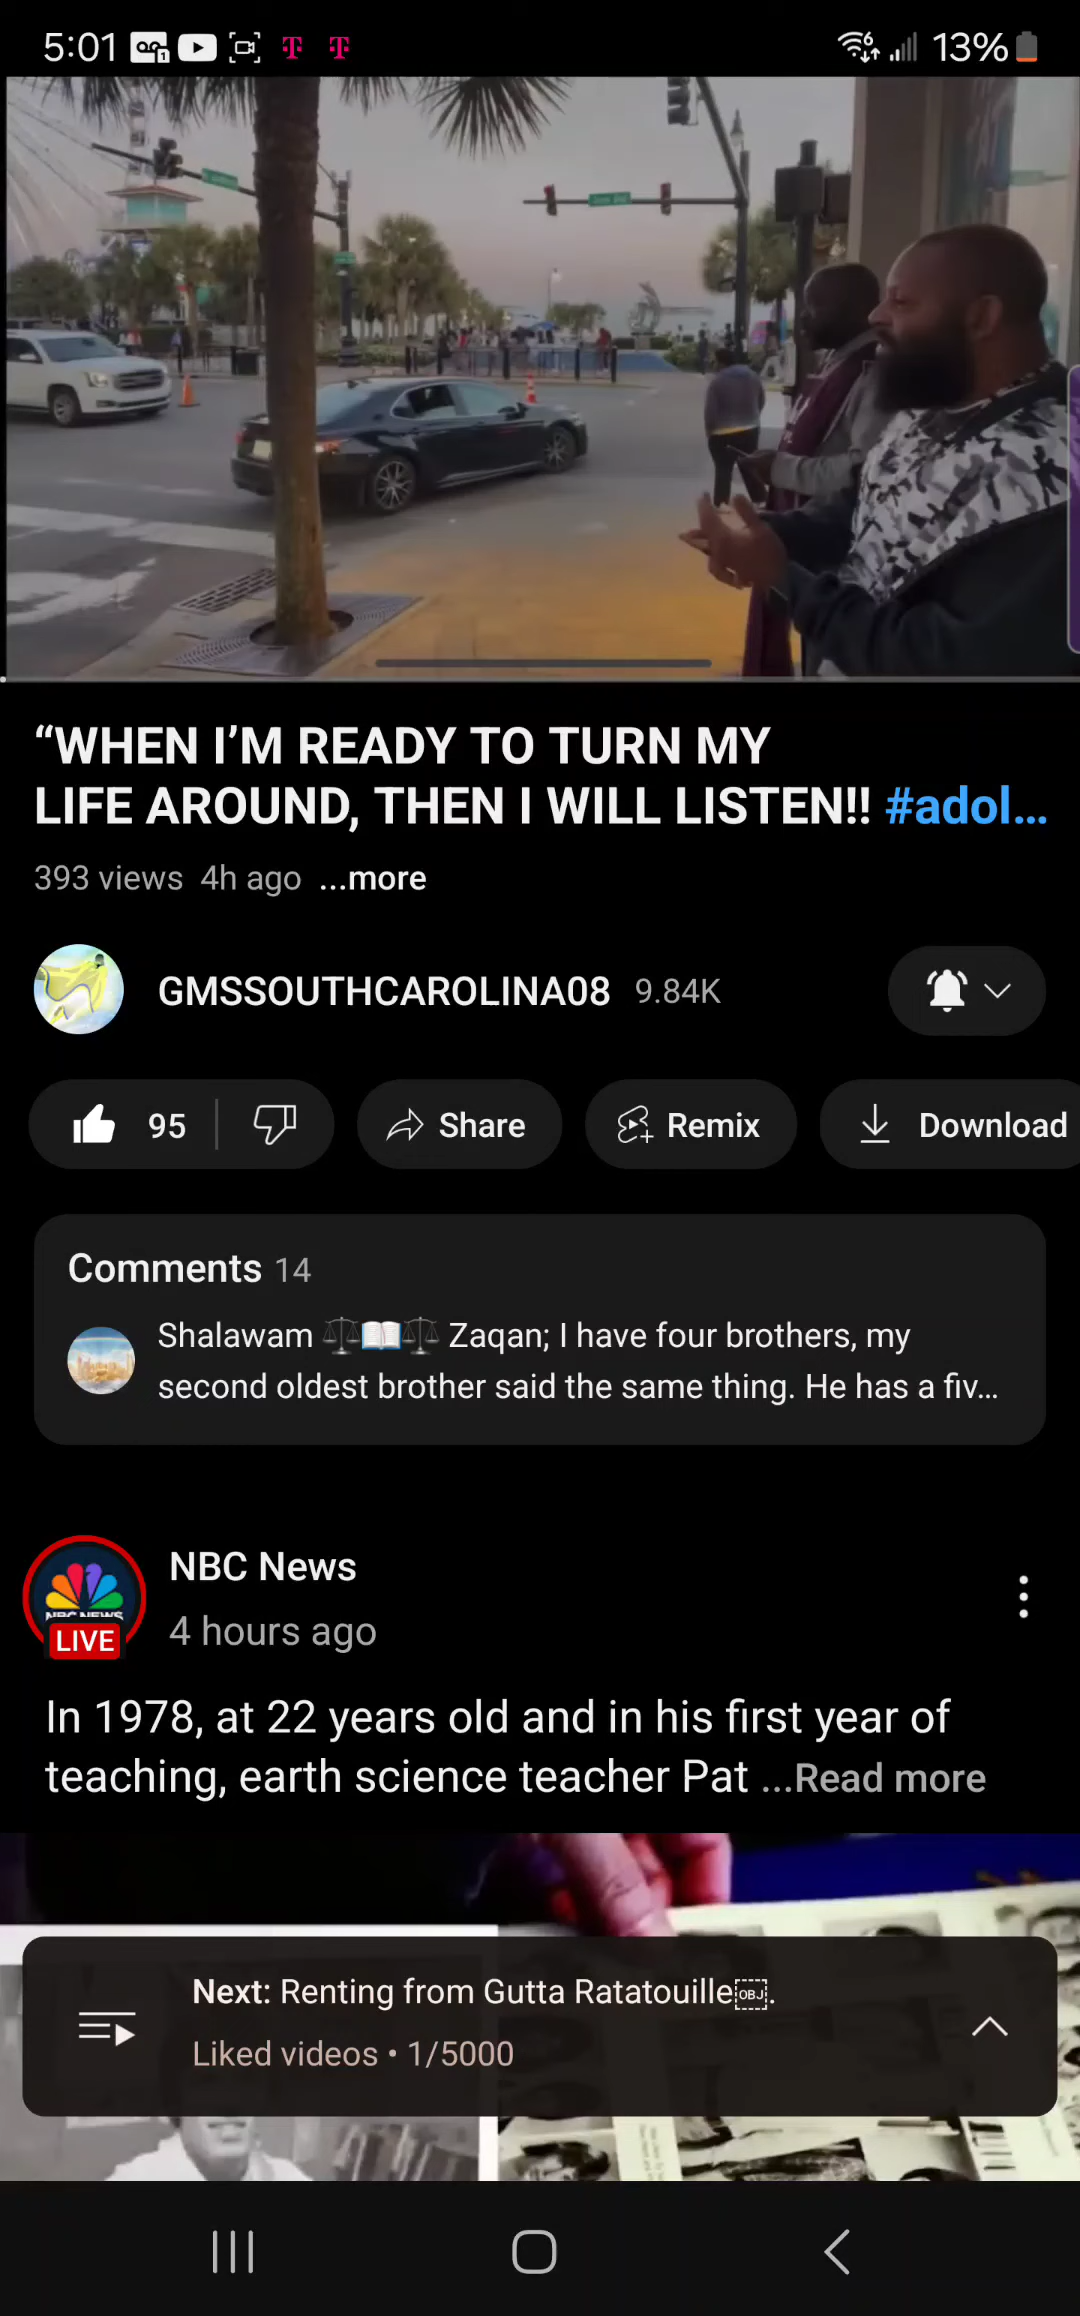 5:01
13%
“WHEN I’M READY TO TURN MY
LIFE AROUND, THEN I WILL LISTEN!! #adol...
393 views 4h ago ...more
GMSSOUTHCAROLINA08 9.84K
95 Share Remix Download
Comments 14
Shalawam ⚖️📖⚖️ Zaqan; I have four brothers, my
second oldest brother said the same thing. He has a fiv...
NBC News
NBC NEWS
LIVE
4 hours ago
In 1978, at 22 years old and in his first year of
teaching, earth science teacher Pat ...Read more
Next: Renting from Gutta Ratatouille￼.
Liked videos • 1/5000